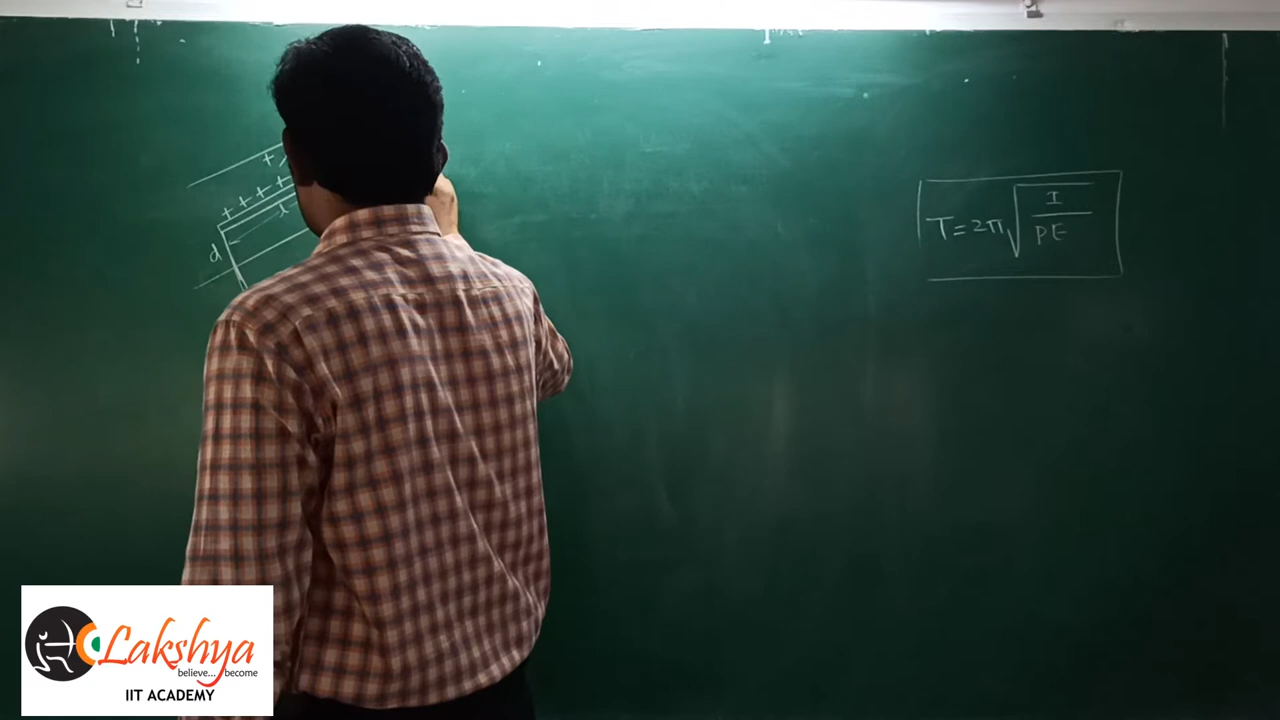 + + + + +
l
d
T = 2π √(I / PE)
Lakshya
believe... become
IIT ACADEMY